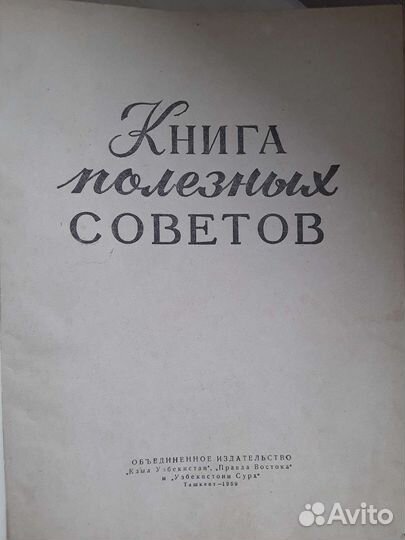 Книга
полезных
СОВЕТОВ
ОБЪЕДИНЕННОЕ ИЗДАТЕЛЬСТВО
„Кзыл Узбекистан", „Правда Востока"
и „Узбекистони Сурх"
Ташкент—1959
Avito